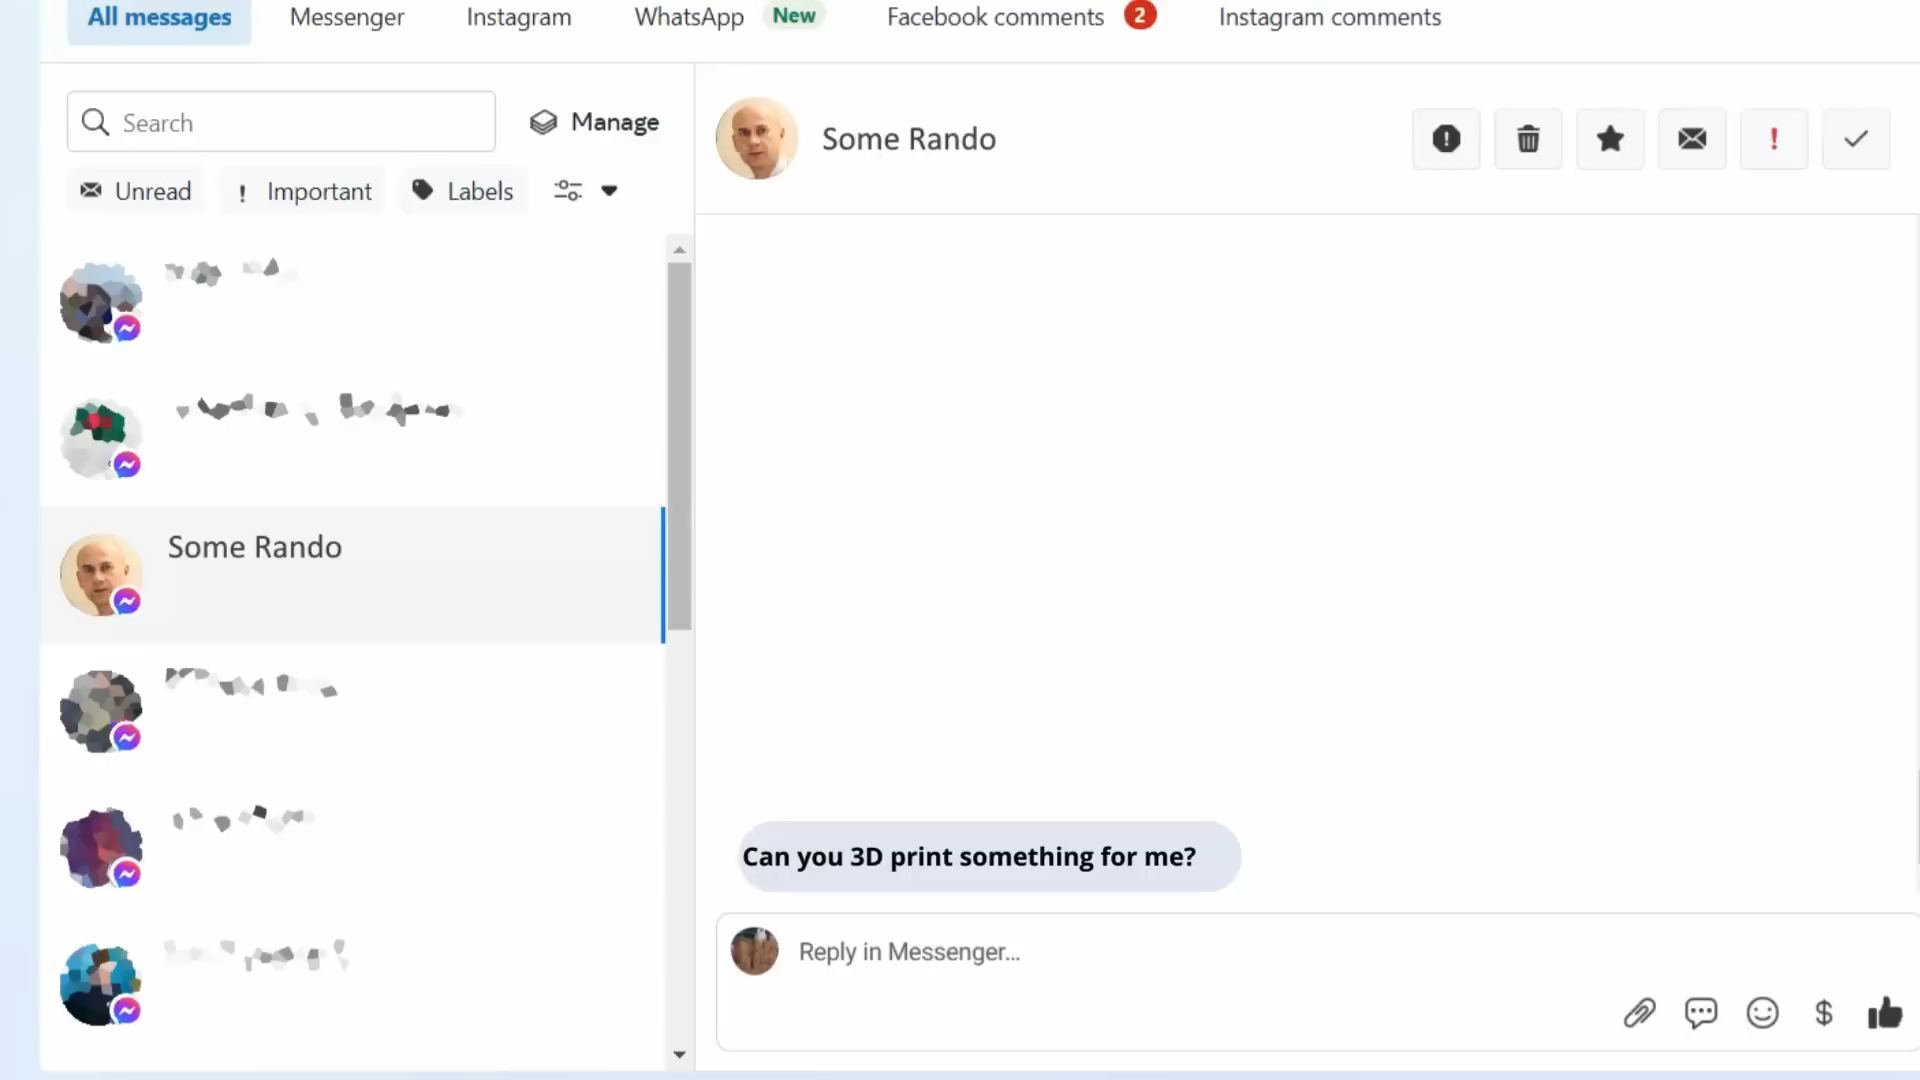 All messages
Messenger
Instagram
WhatsApp
New
Facebook comments
2
Instagram comments
Search
Manage
Unread
Important
Labels
Some Rando
Some Rando
Can you 3D print something for me?
Reply in Messenger...